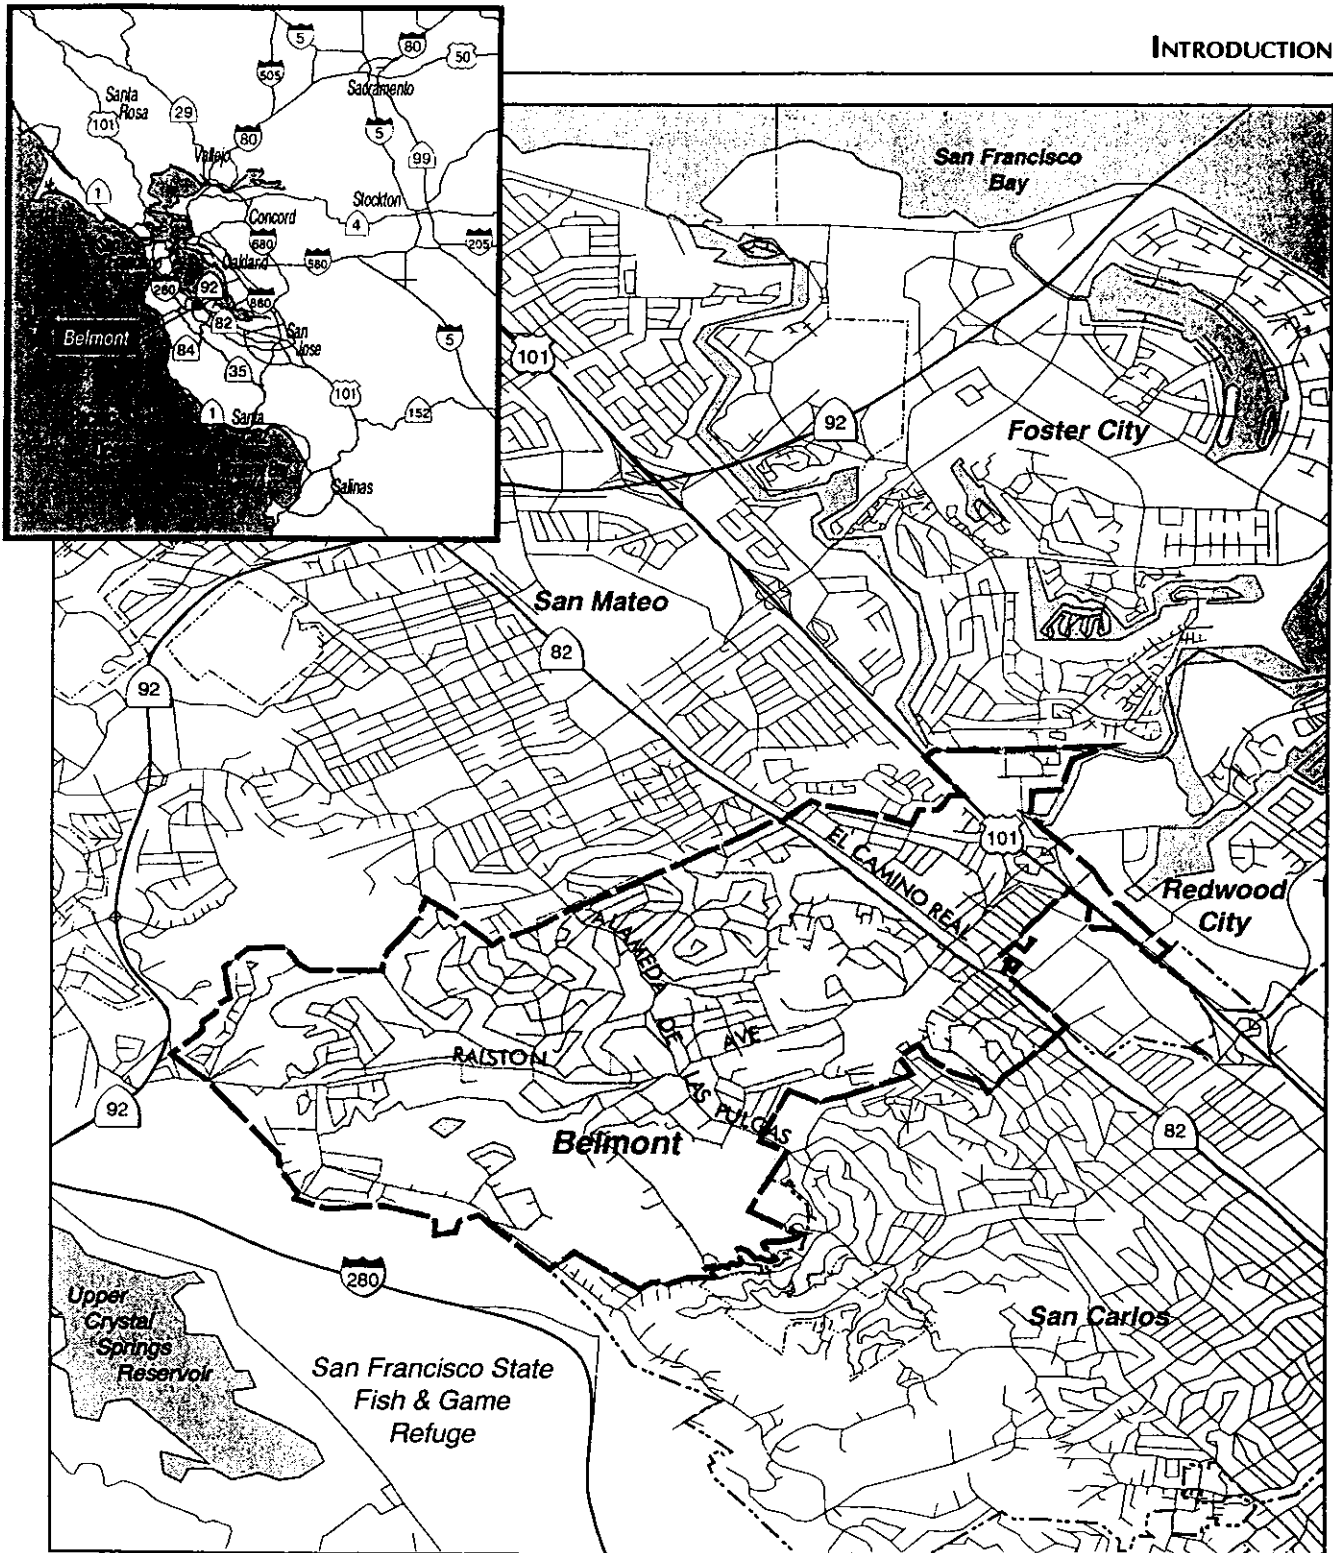 INTRODUCTION
5
80
50
505
Sacramento
Santa
Rosa
101
29
80
5
99
Vallejo
1
Concord
Stockton
4
680
205
Oakland
580
280
92
880
Belmont
82
San
Jose
84
35
5
101
152
1
Santa
Salinas
San Francisco
Bay
101
92
Foster City
San Mateo
82
92
EL CAMINO REAL
101
Redwood
City
ALAMEDA DE LAS PULGAS
RALSTON AVE
92
Belmont
82
280
Upper
Crystal
Springs
Reservoir
San Carlos
San Francisco State
Fish & Game
Refuge